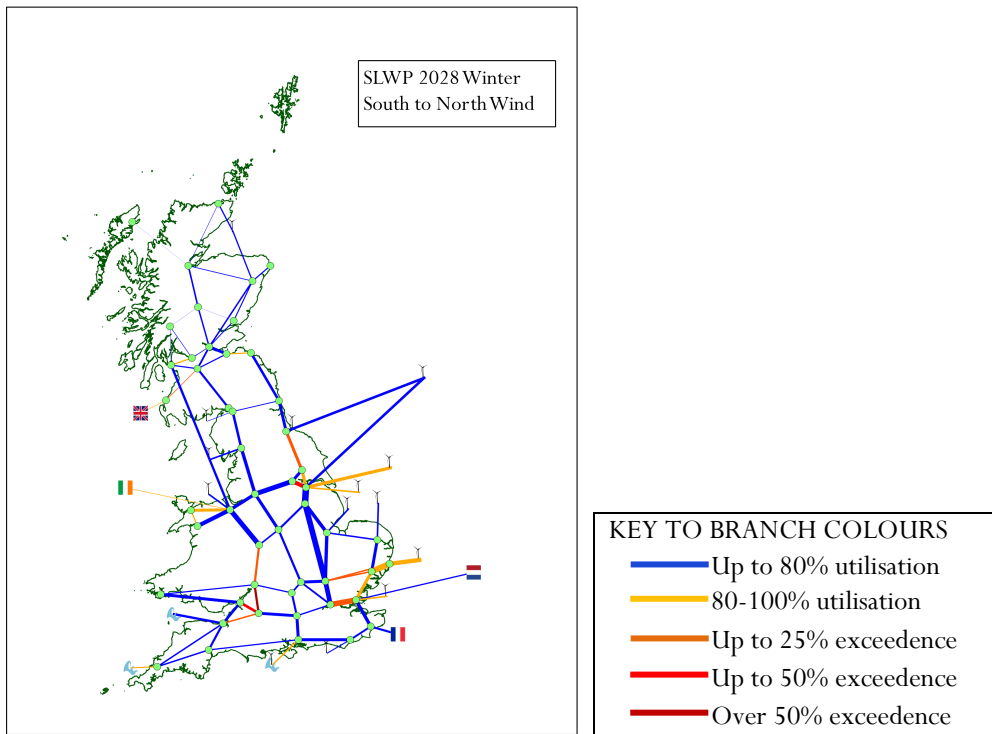 SLWP 2028 Winter
South to North Wind
KEY TO BRANCH COLOURS
Up to 80% utilisation
80-100% utilisation
Up to 25% exceedence
Up to 50% exceedence
Over 50% exceedence